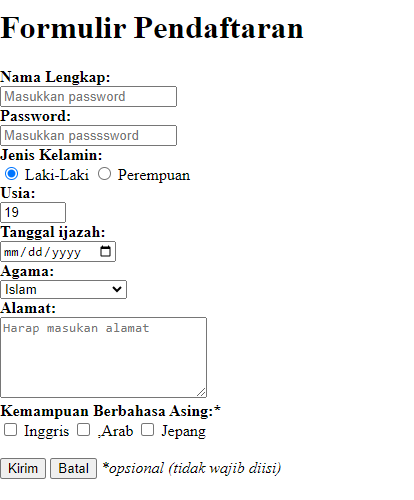 Formulir Pendaftaran
Nama Lengkap:
Masukkan password
Password:
Masukkan passssword
Jenis Kelamin:
Laki-Laki Perempuan
Usia:
19
Tanggal ijazah:
mm/dd/yyyy
Agama:
Islam
Alamat:
Harap masukan alamat
Kemampuan Berbahasa Asing:*
Inggris ,Arab Jepang
Kirim Batal *opsional (tidak wajib diisi)